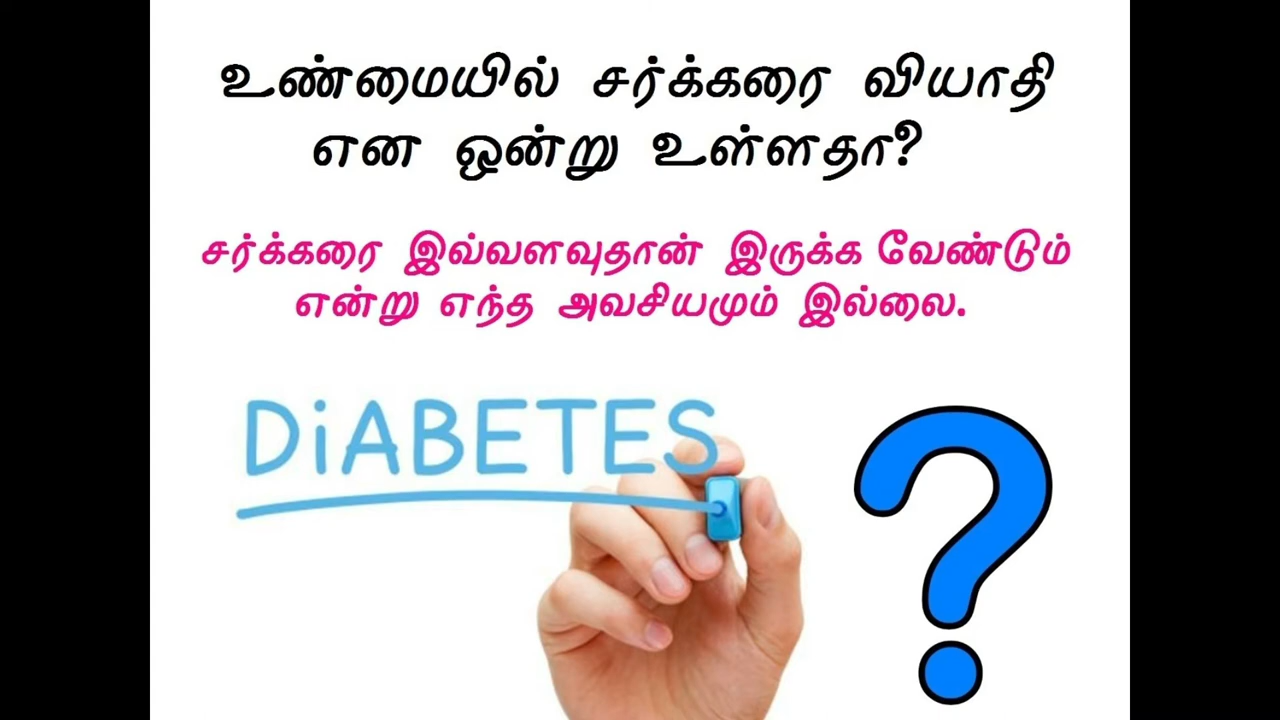 உண்மையில் சர்க்கரை வியாதி
என ஒன்று உள்ளதா?
சர்க்கரை இவ்வளவுதான் இருக்க வேண்டும்
என்று எந்த அவசியமும் இல்லை.
DiABETES
?